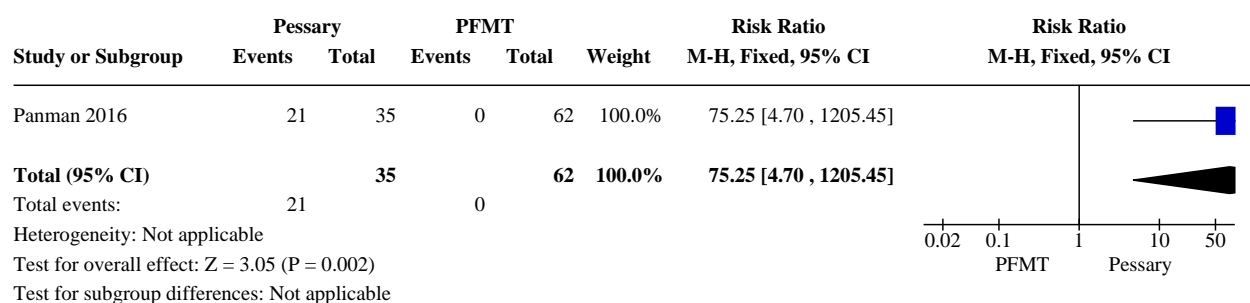 Pessary PFMT Risk Ratio Risk Ratio
Study or Subgroup Events Total Events Total Weight M-H, Fixed, 95% CI M-H, Fixed, 95% CI
Panman 2016 21 35 0 62 100.0% 75.25 [4.70 , 1205.45]
Total (95% CI) 35 62 100.0% 75.25 [4.70 , 1205.45]
Total events: 21 0
Heterogeneity: Not applicable
0.02 0.1 1 10 50
Test for overall effect: Z = 3.05 (P = 0.002)
PFMT Pessary
Test for subgroup differences: Not applicable